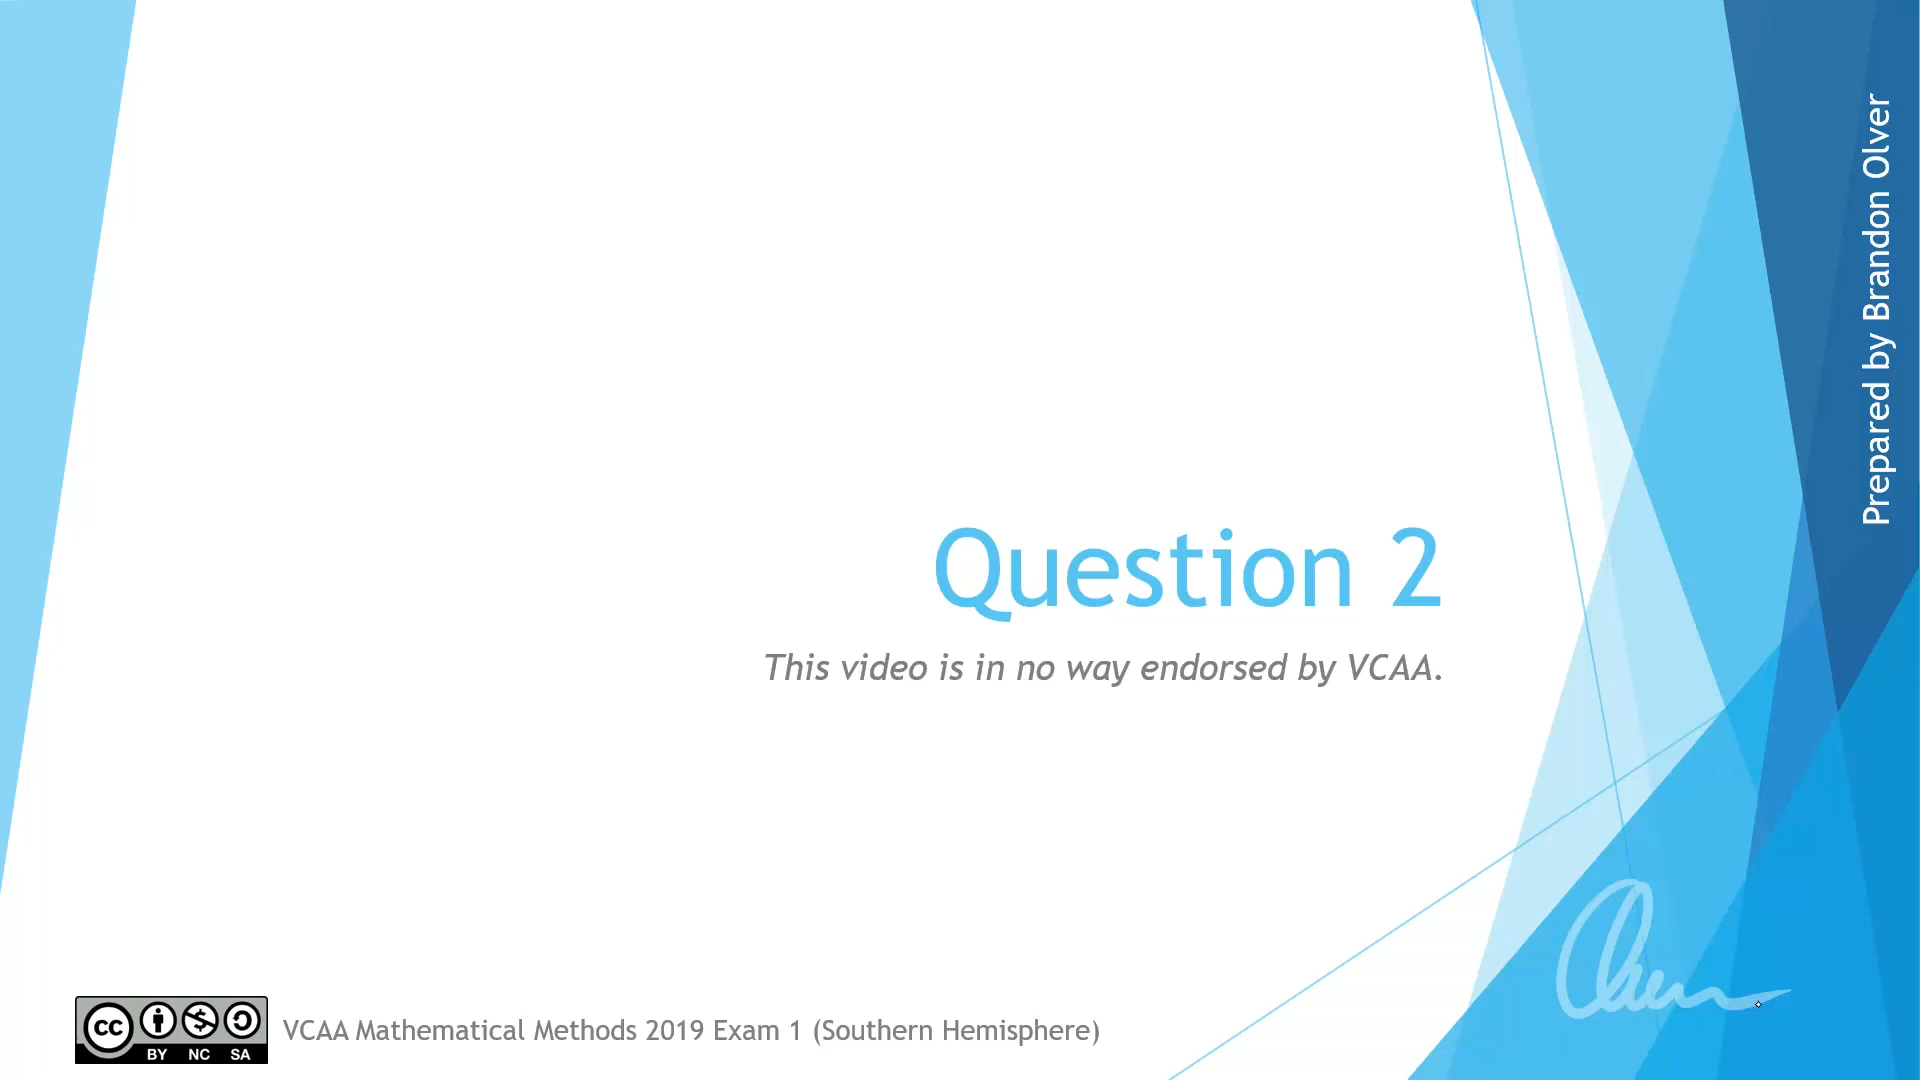 Prepared by Brandon Olver
Question 2
This video is in no way endorsed by VCAA.
cc
BY NC SA
VCAA Mathematical Methods 2019 Exam 1 (Southern Hemisphere)